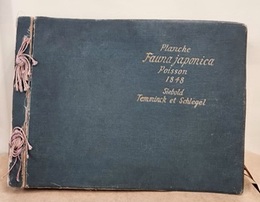 Planche
Fauna japonica
Poisson
1848
Siebold
Temminck et Schlegel